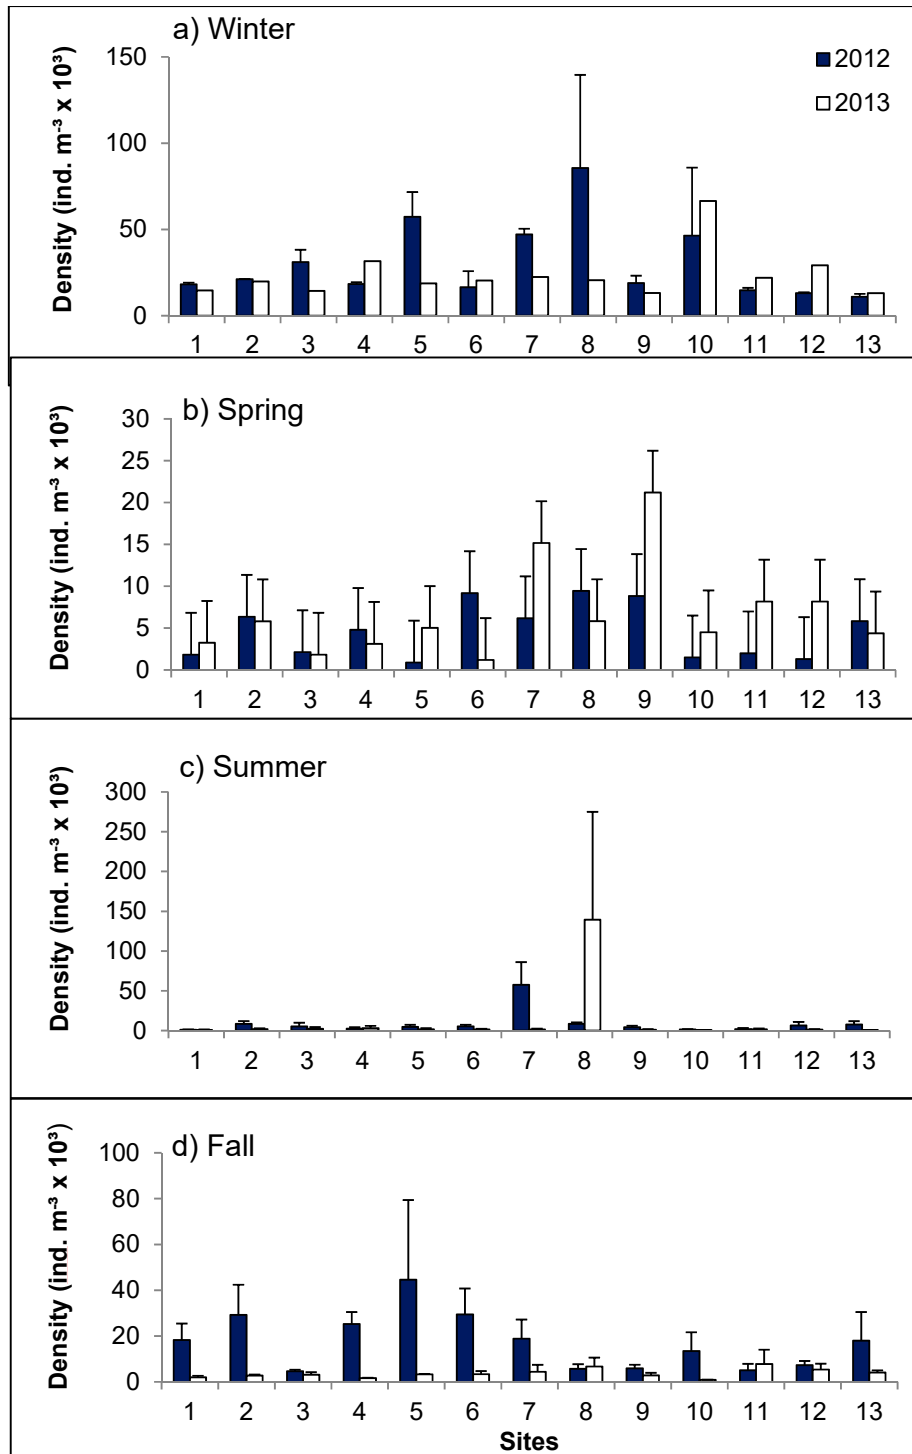 a) Winter
2012
2013
Density (ind. m⁻³ x 10³)
150
100
50
0
1 2 3 4 5 6 7 8 9 10 11 12 13
b) Spring
Density (ind. m⁻³ x 10³)
30
25
20
15
10
5
0
1 2 3 4 5 6 7 8 9 10 11 12 13
c) Summer
Density (ind. m⁻³ x 10³)
300
250
200
150
100
50
0
1 2 3 4 5 6 7 8 9 10 11 12 13
d) Fall
Density (ind. m⁻³ x 10³)
100
80
60
40
20
0
1 2 3 4 5 6 7 8 9 10 11 12 13
Sites